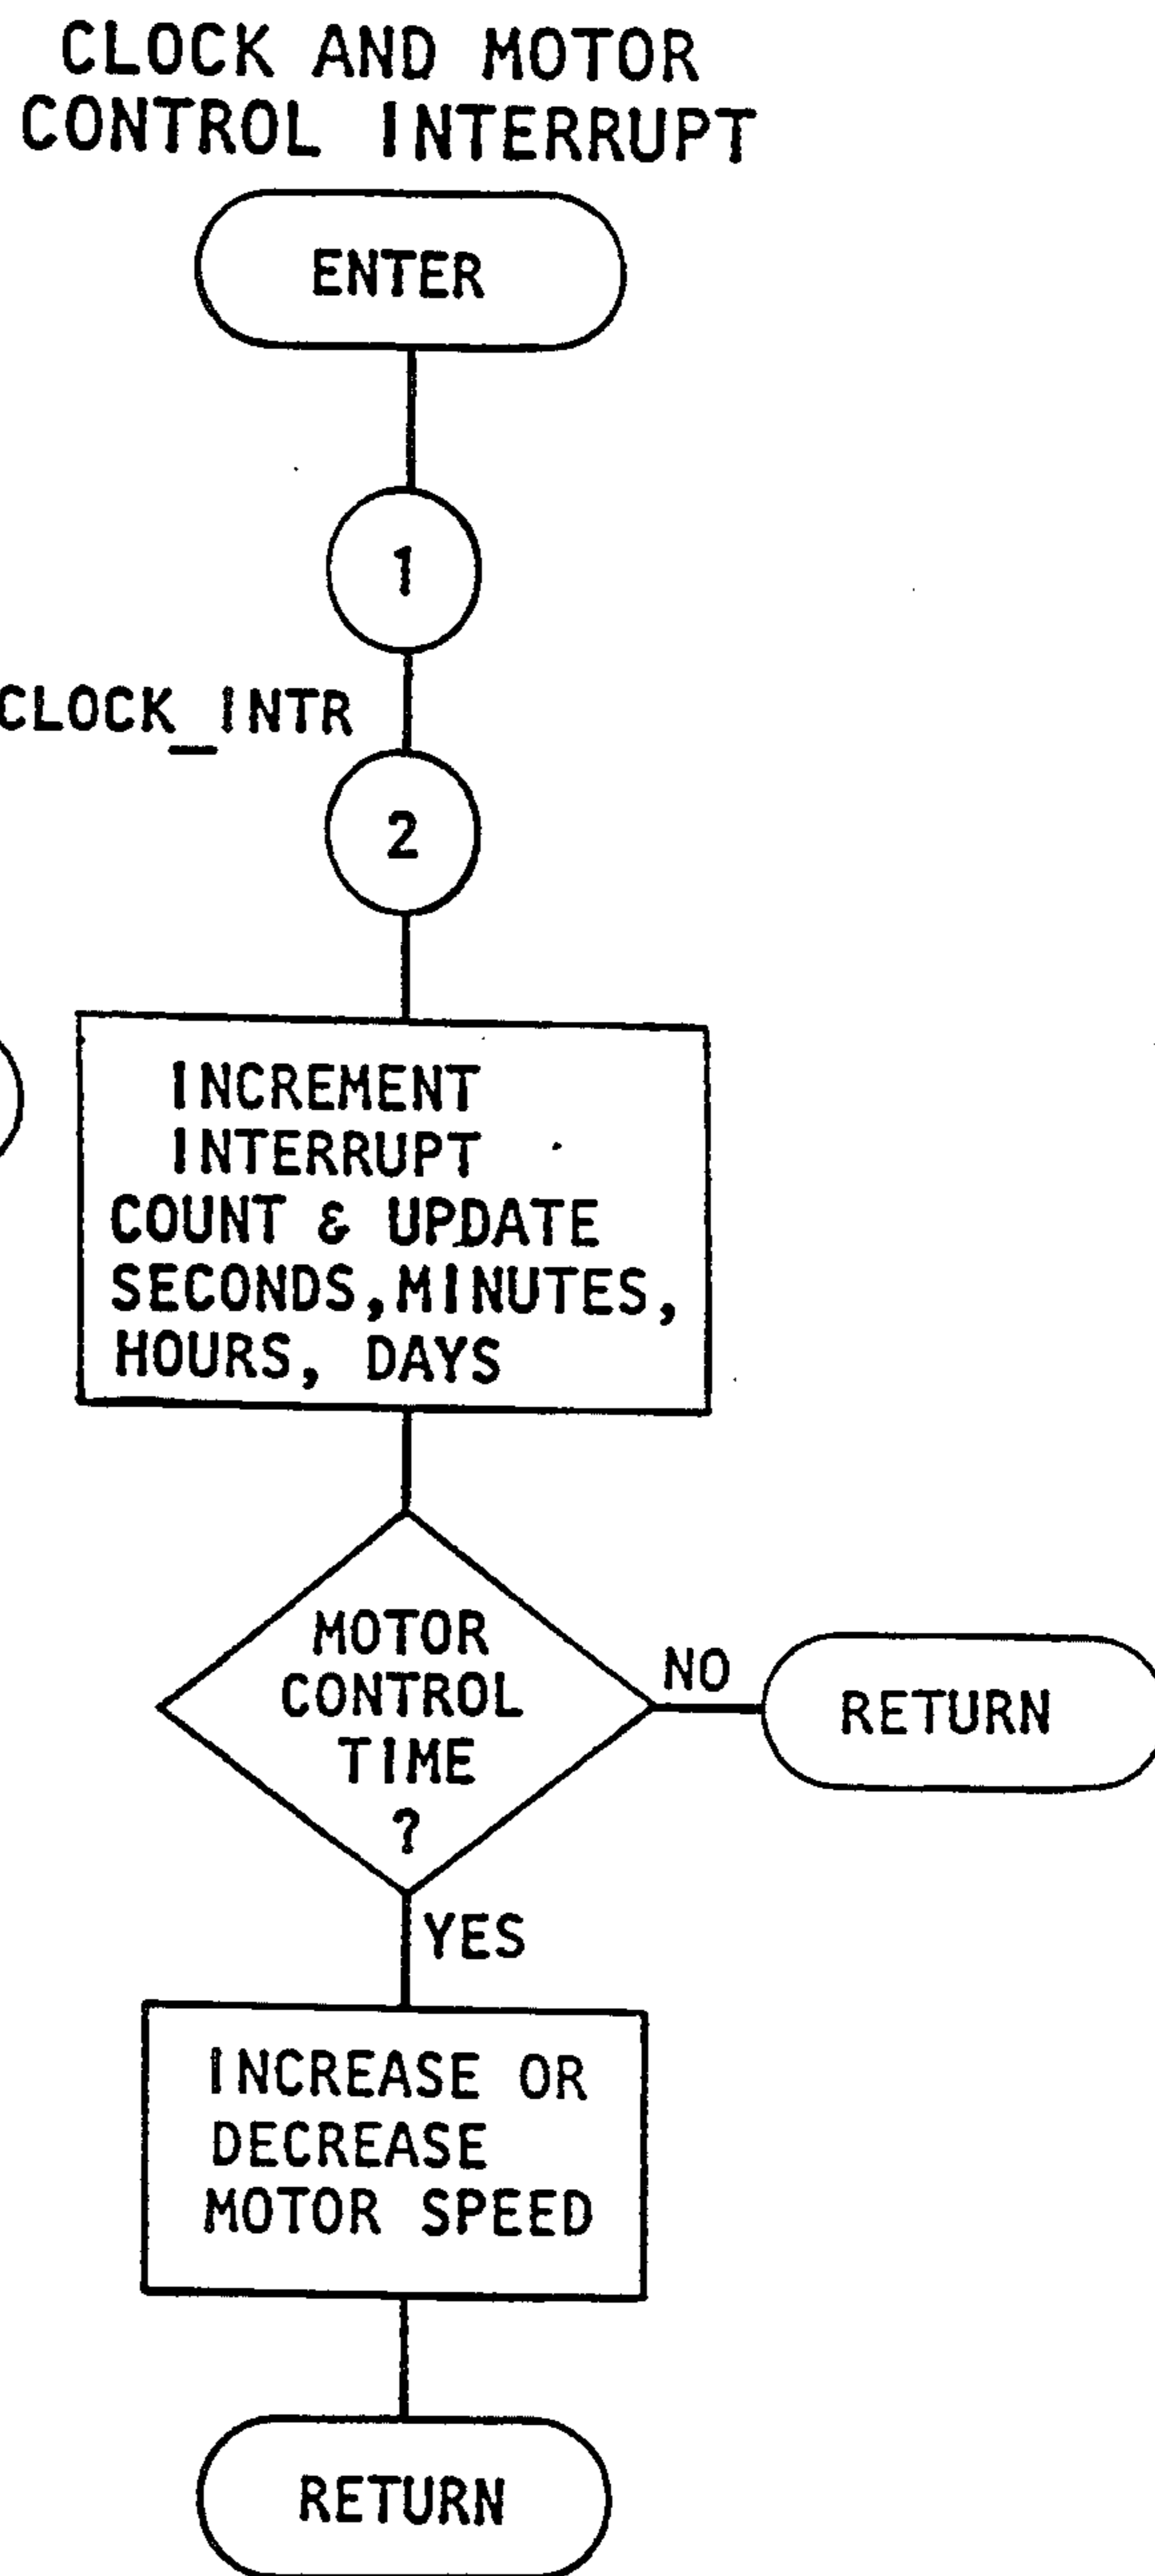 CLOCK AND MOTOR
CONTROL INTERRUPT
ENTER
1
CLOCK_INTR
2
INCREMENT
INTERRUPT
COUNT & UPDATE
SECONDS, MINUTES,
HOURS, DAYS
MOTOR
CONTROL
TIME
?
NO
RETURN
YES
INCREASE OR
DECREASE
MOTOR SPEED
RETURN